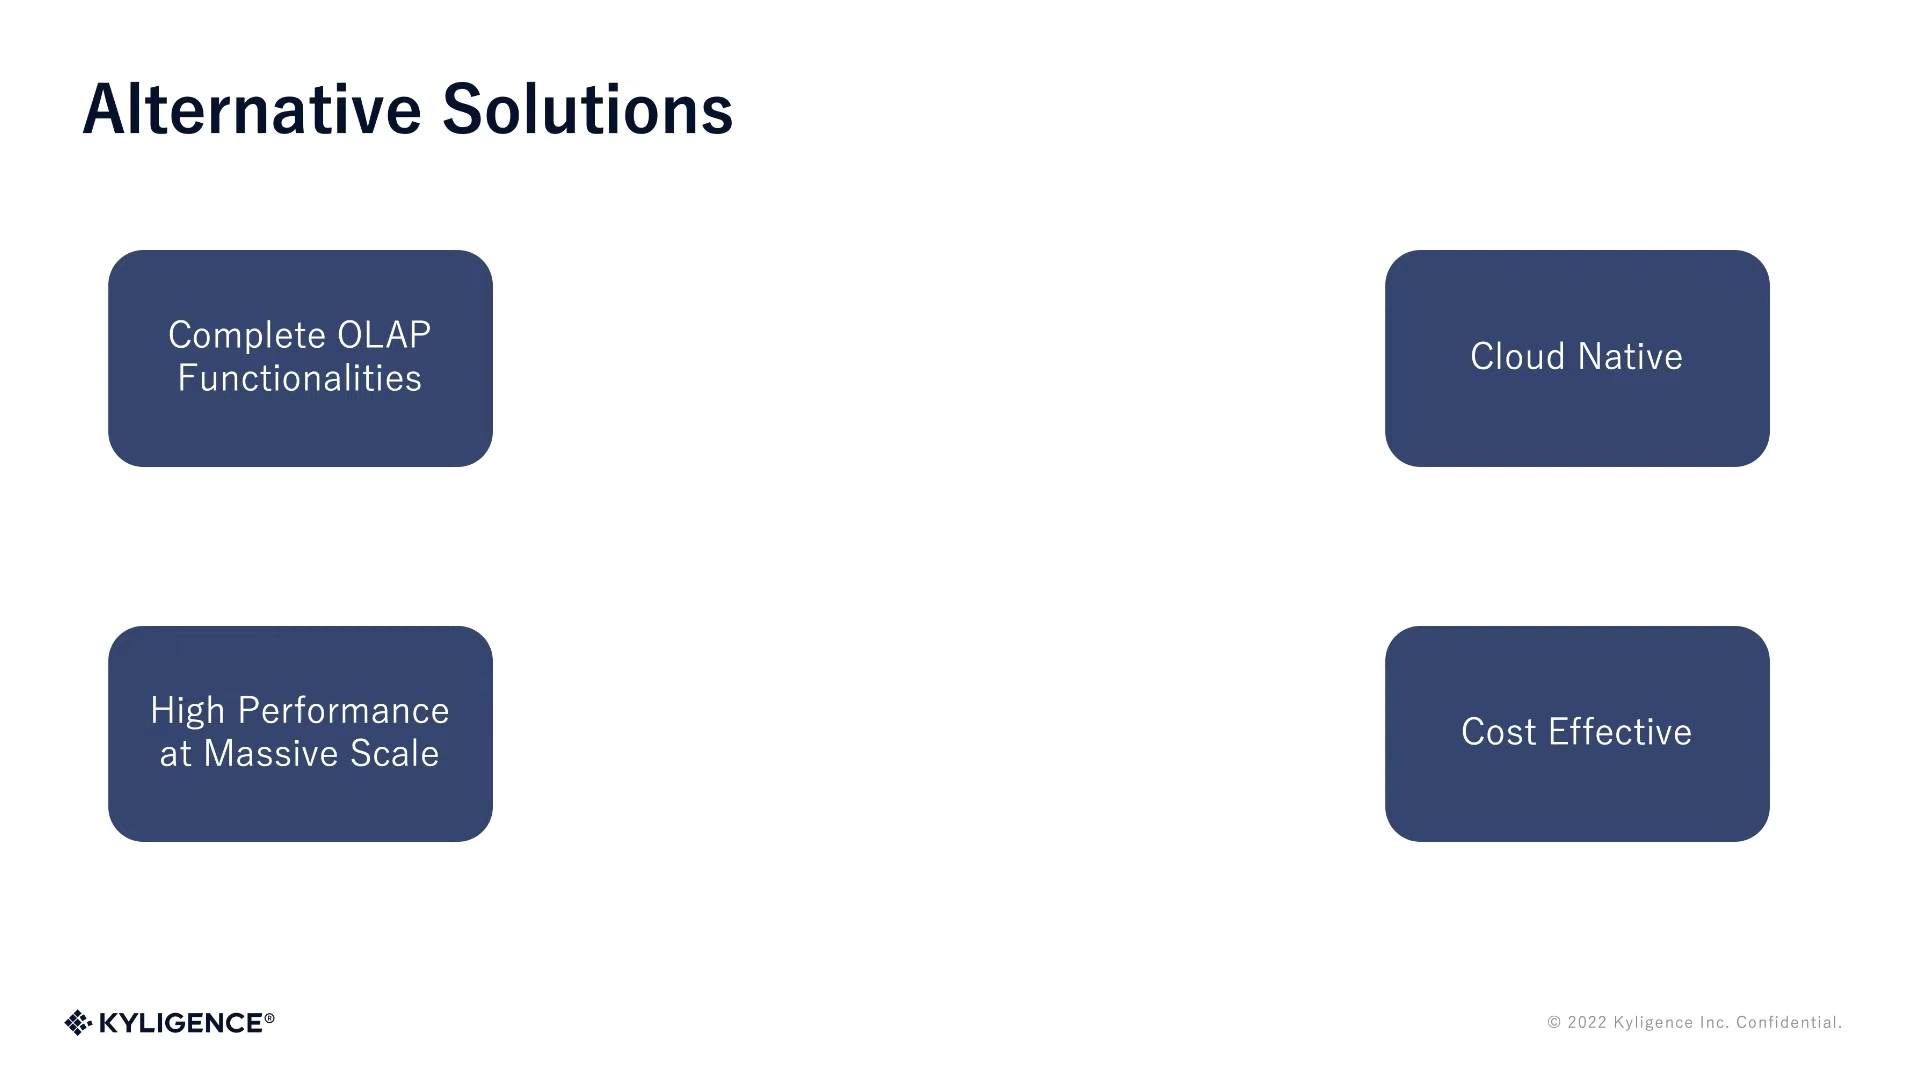 Alternative Solutions
Complete OLAP
Functionalities
Cloud Native
High Performance
at Massive Scale
Cost Effective
KYLIGENCE®
© 2022 Kyligence Inc. Confidential.